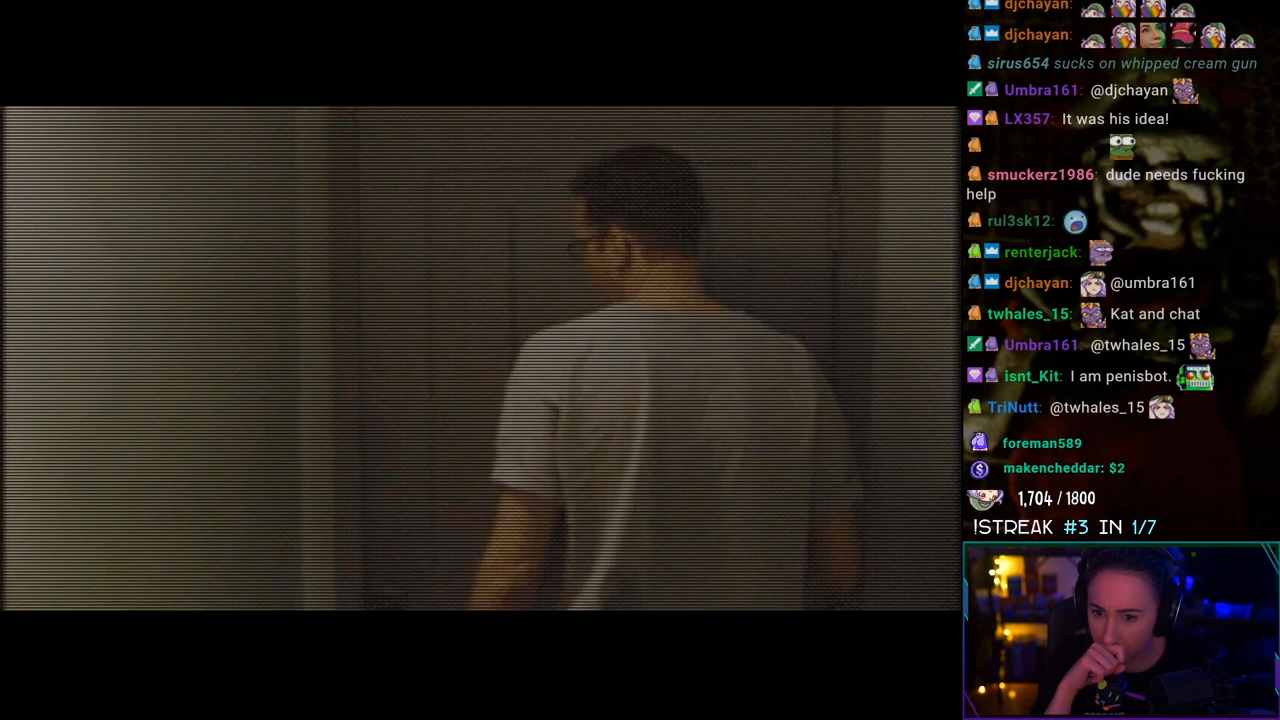 djchayan:
djchayan:
sirus654 sucks on whipped cream gun
Umbra161: @djchayan
LX357: It was his idea!
smuckerz1986: dude needs fucking
help
rul3sk12:
renterjack:
djchayan: @umbra161
twhales_15: Kat and chat
Umbra161: @twhales_15
isnt_Kit: I am penisbot.
TriNutt: @twhales_15
foreman589
makencheddar: $2
1,704 / 1800
!STREAK #3 IN 1/7